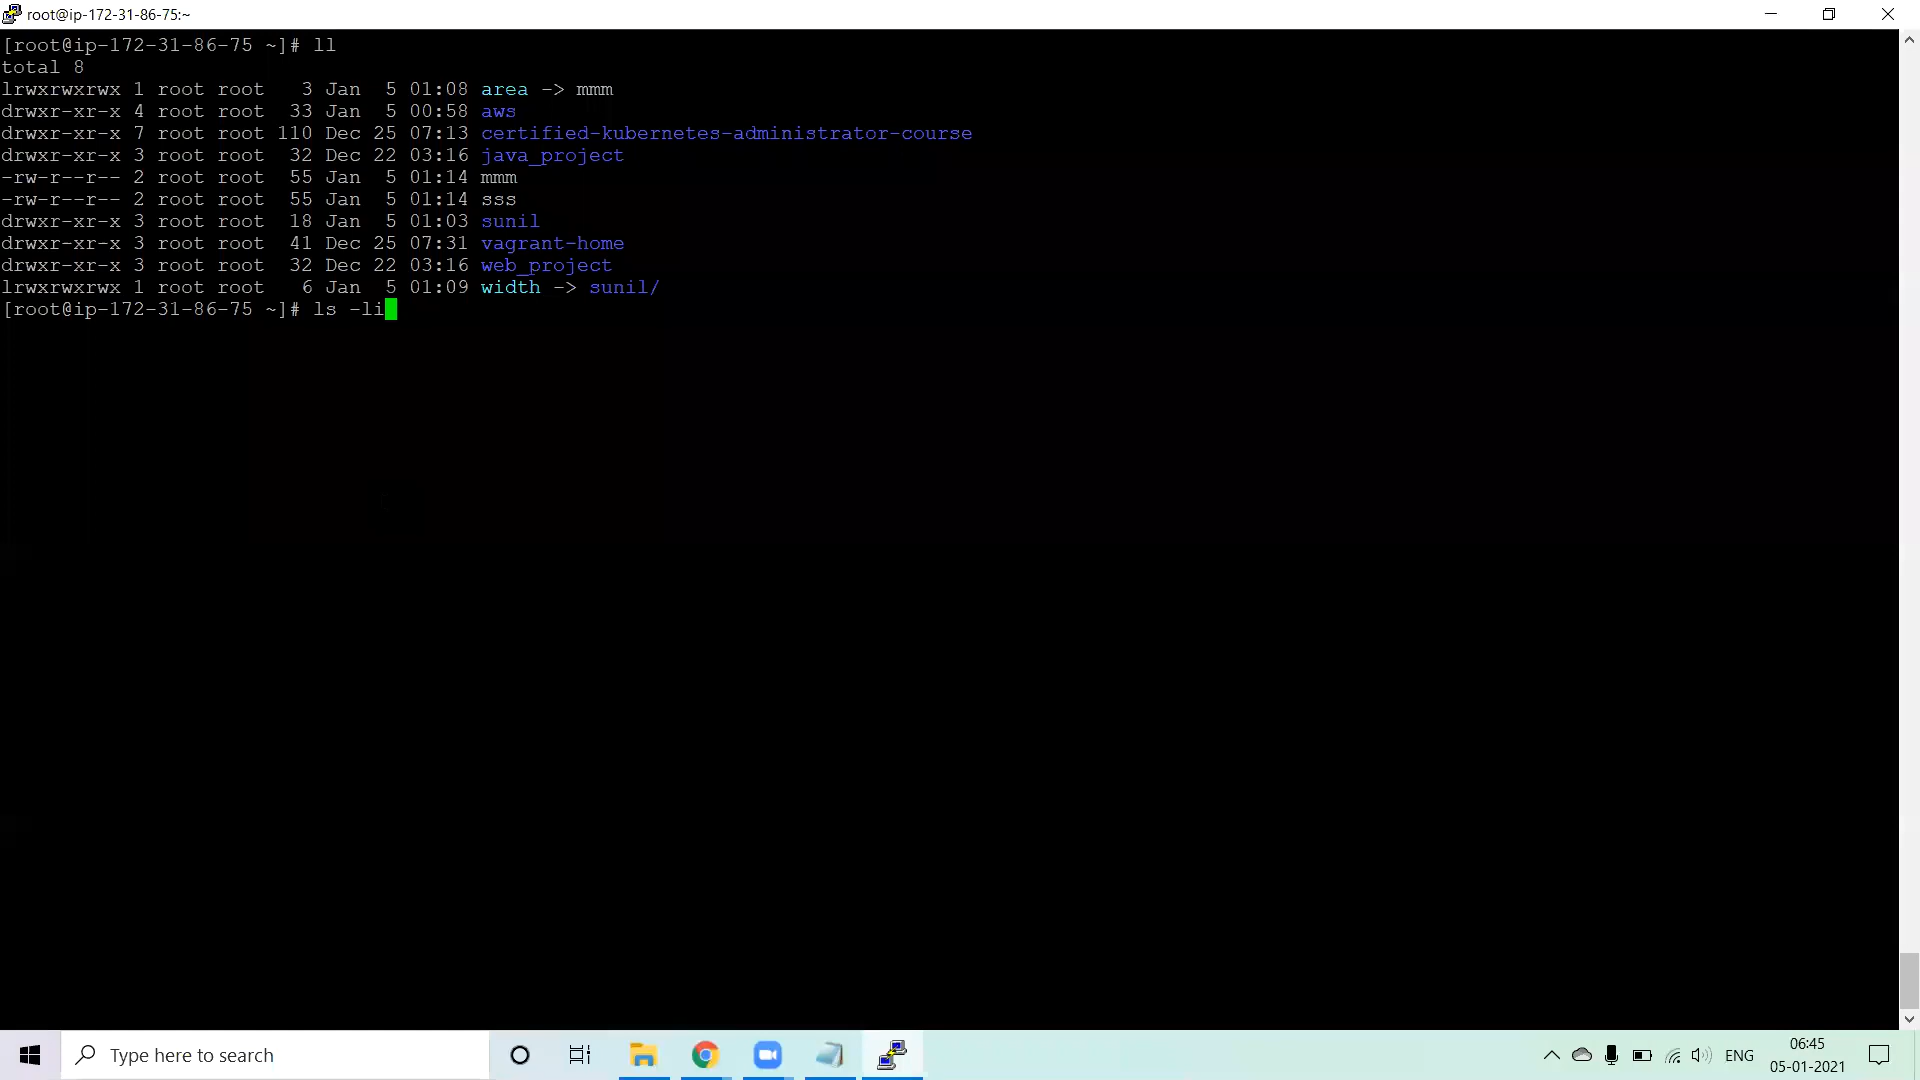 root@ip-172-31-86-75:~
[root@ip-172-31-86-75 ~]# ll
total 8
lrwxrwxrwx 1 root root   3 Jan  5 01:08 area -> mmm
drwxr-xr-x 4 root root  33 Jan  5 00:58 aws
drwxr-xr-x 7 root root 110 Dec 25 07:13 certified-kubernetes-administrator-course
drwxr-xr-x 3 root root  32 Dec 22 03:16 java_project
-rw-r--r-- 2 root root  55 Jan  5 01:14 mmm
-rw-r--r-- 2 root root  55 Jan  5 01:14 sss
drwxr-xr-x 3 root root  18 Jan  5 01:03 sunil
drwxr-xr-x 3 root root  41 Dec 25 07:31 vagrant-home
drwxr-xr-x 3 root root  32 Dec 22 03:16 web_project
lrwxrwxrwx 1 root root   6 Jan  5 01:09 width -> sunil/
[root@ip-172-31-86-75 ~]# ls -li
Type here to search
ENG
06:45
05-01-2021